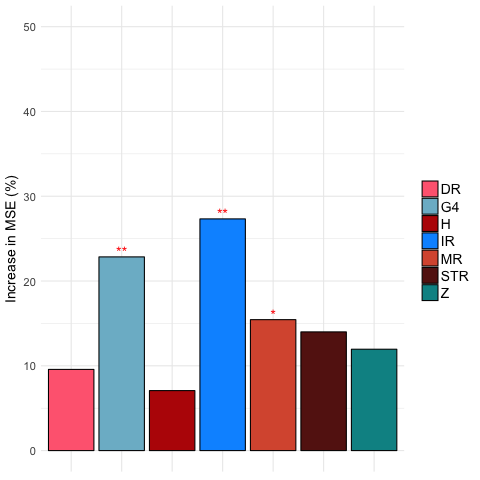 50
40
30
20
10
0
Increase in MSE (%)
**
**
*
DR
G4
H
IR
MR
STR
Z